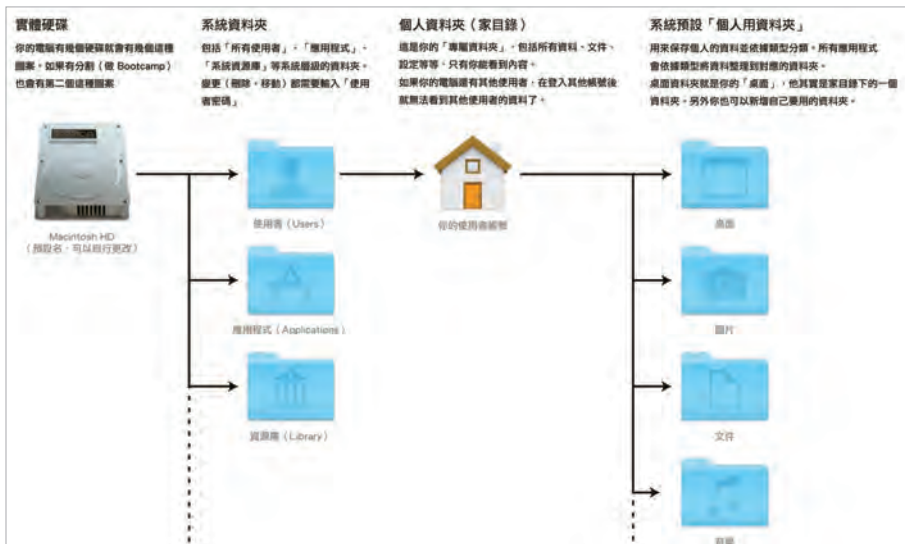 實體硬碟
你的電腦有幾個硬碟就會有幾個這種
圖案，如果有分割（做 Bootcamp）
也會有第二個這種圖案
系統資料夾
包括「所有使用者」、「應用程式」、
「系統資源庫」等系統層級的資料夾。
變更（刪除、移動）都需要輸入「使用
者密碼」
個人資料夾（家目錄）
這是你的「專屬資料夾」，包括所有資料、文件、
設定等等，只有你能看到內容。
如果你的電腦還有其他使用者，在登入其他帳號後
就無法看到其他使用者的資料了。
系統預設「個人用資料夾」
用來保存個人的資料並依據類型分類。所有應用程式
會依據類型將資料整理到對應的資料夾。
桌面資料夾就是你的「桌面」，他其實是家目錄下的一個
資料夾。另外你也可以新增自己要用的資料夾。
Macintosh HD
（預設名，可以自行更改）
使用者（Users）
應用程式（Applications）
資源庫（Library）
你的使用者帳號
桌面
圖片
文件
音樂